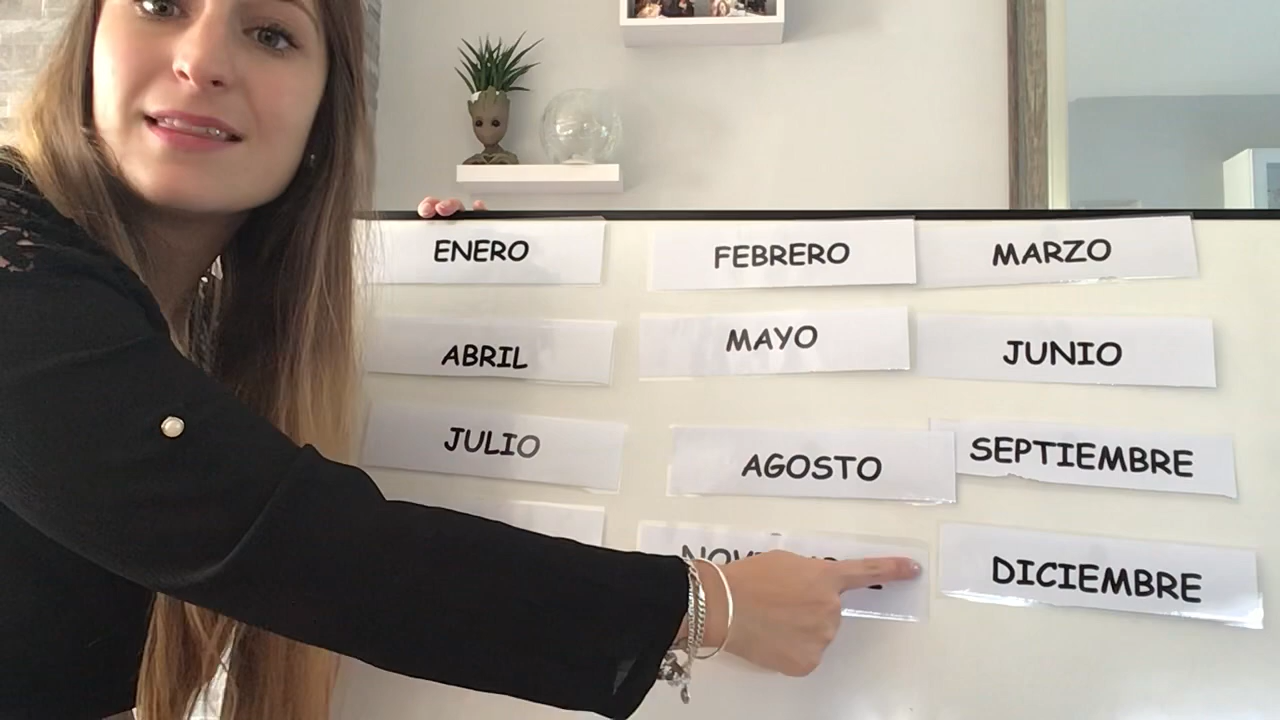 ENERO
FEBRERO
MARZO
ABRIL
MAYO
JUNIO
JULIO
AGOSTO
SEPTIEMBRE
DICIEMBRE